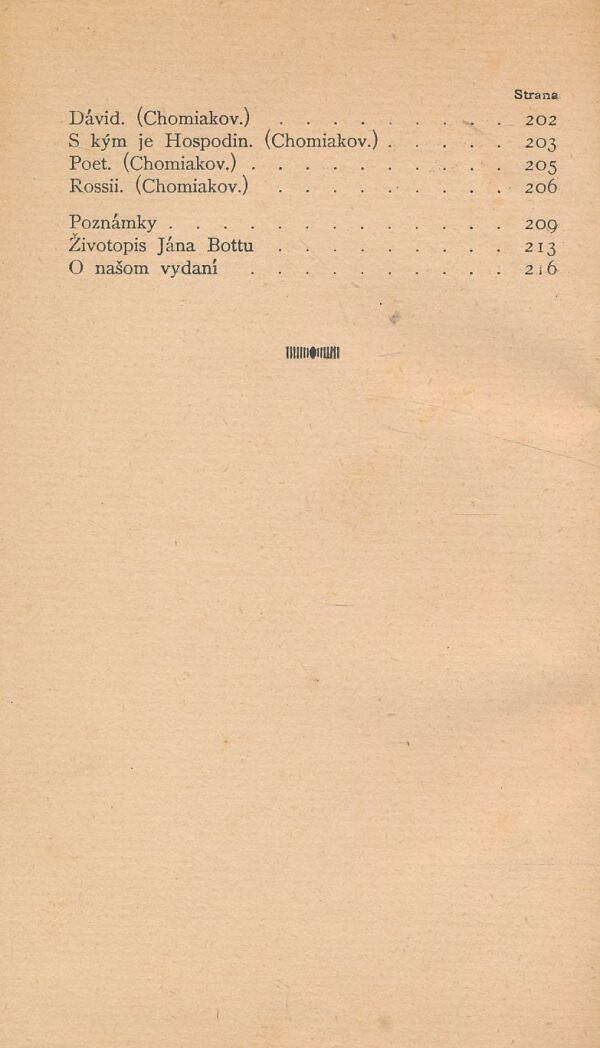 Strana
Dávid. (Chomiakov.) . . . . . . . . . 202
S kým je Hospodin. (Chomiakov.) . . . . . 203
Poet. (Chomiakov.) . . . . . . . . . . 205
Rossii. (Chomiakov.) . . . . . . . . . 206
Poznámky . . . . . . . . . . . . . 209
Životopis Jána Bottu . . . . . . . . . 213
O našom vydaní . . . . . . . . . . 216